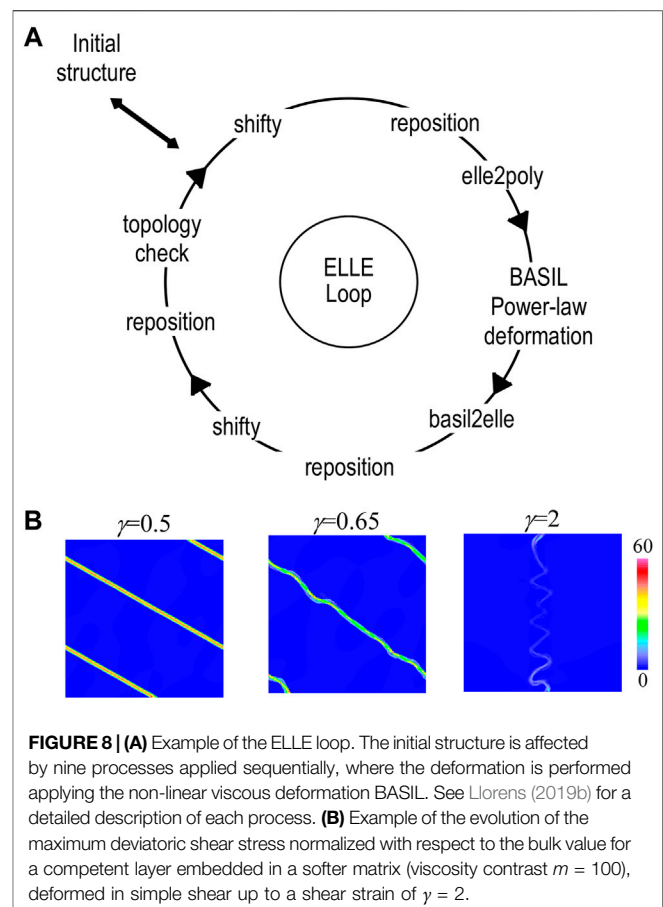 A
Initial
structure
shifty
reposition
elle2poly
topology
check
ELLE
Loop
BASIL
Power-law
deformation
reposition
basil2elle
shifty
reposition
B
γ=0.5
γ=0.65
γ=2
60
0
FIGURE 8 | (A) Example of the ELLE loop. The initial structure is affected
by nine processes applied sequentially, where the deformation is performed
applying the non-linear viscous deformation BASIL. See Llorens (2019b) for a
detailed description of each process. (B) Example of the evolution of the
maximum deviatoric shear stress normalized with respect to the bulk value for
a competent layer embedded in a softer matrix (viscosity contrast m = 100),
deformed in simple shear up to a shear strain of γ = 2.